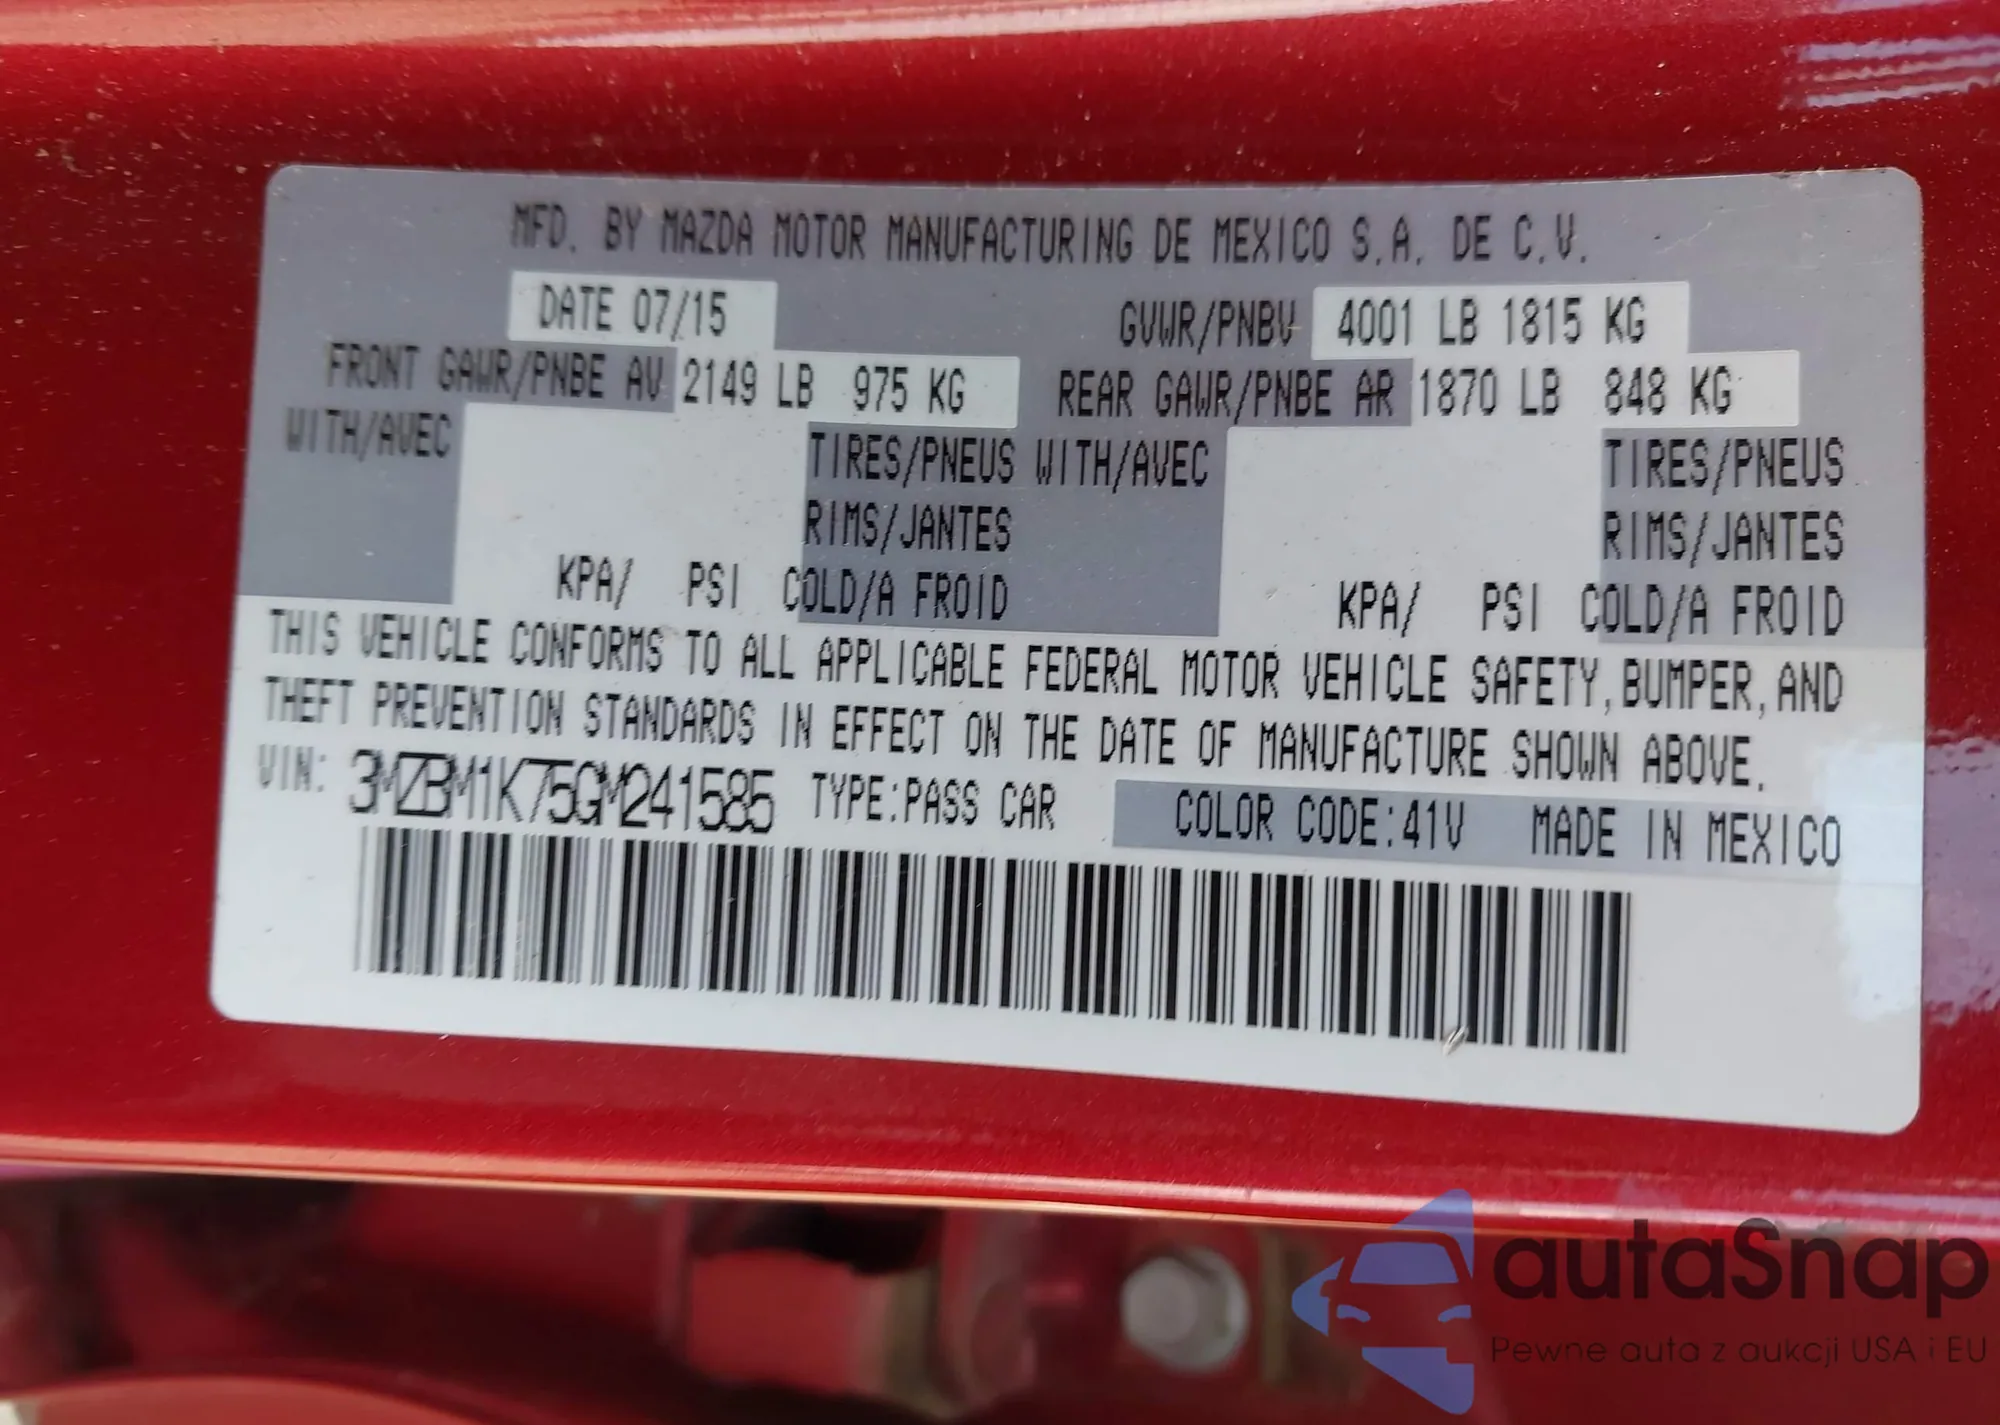 MFD. BY MAZDA MOTOR MANUFACTURING DE MEXICO S.A. DE C.V.
DATE 07/15 GVWR/PNBV 4001 LB 1815 KG
FRONT GAWR/PNBE AV 2149 LB 975 KG REAR GAWR/PNBE AR 1870 LB 848 KG
WITH/AVEC TIRES/PNEUS WITH/AVEC TIRES/PNEUS
RIMS/JANTES RIMS/JANTES
KPA/ PSI COLD/A FROID KPA/ PSI COLD/A FROID
THIS VEHICLE CONFORMS TO ALL APPLICABLE FEDERAL MOTOR VEHICLE SAFETY, BUMPER, AND
THEFT PREVENTION STANDARDS IN EFFECT ON THE DATE OF MANUFACTURE SHOWN ABOVE.
VIN: 3MZBM1K75GM241585 TYPE:PASS CAR COLOR CODE:41V MADE IN MEXICO
autaSnap
Pewne auta z aukcji USA i EU